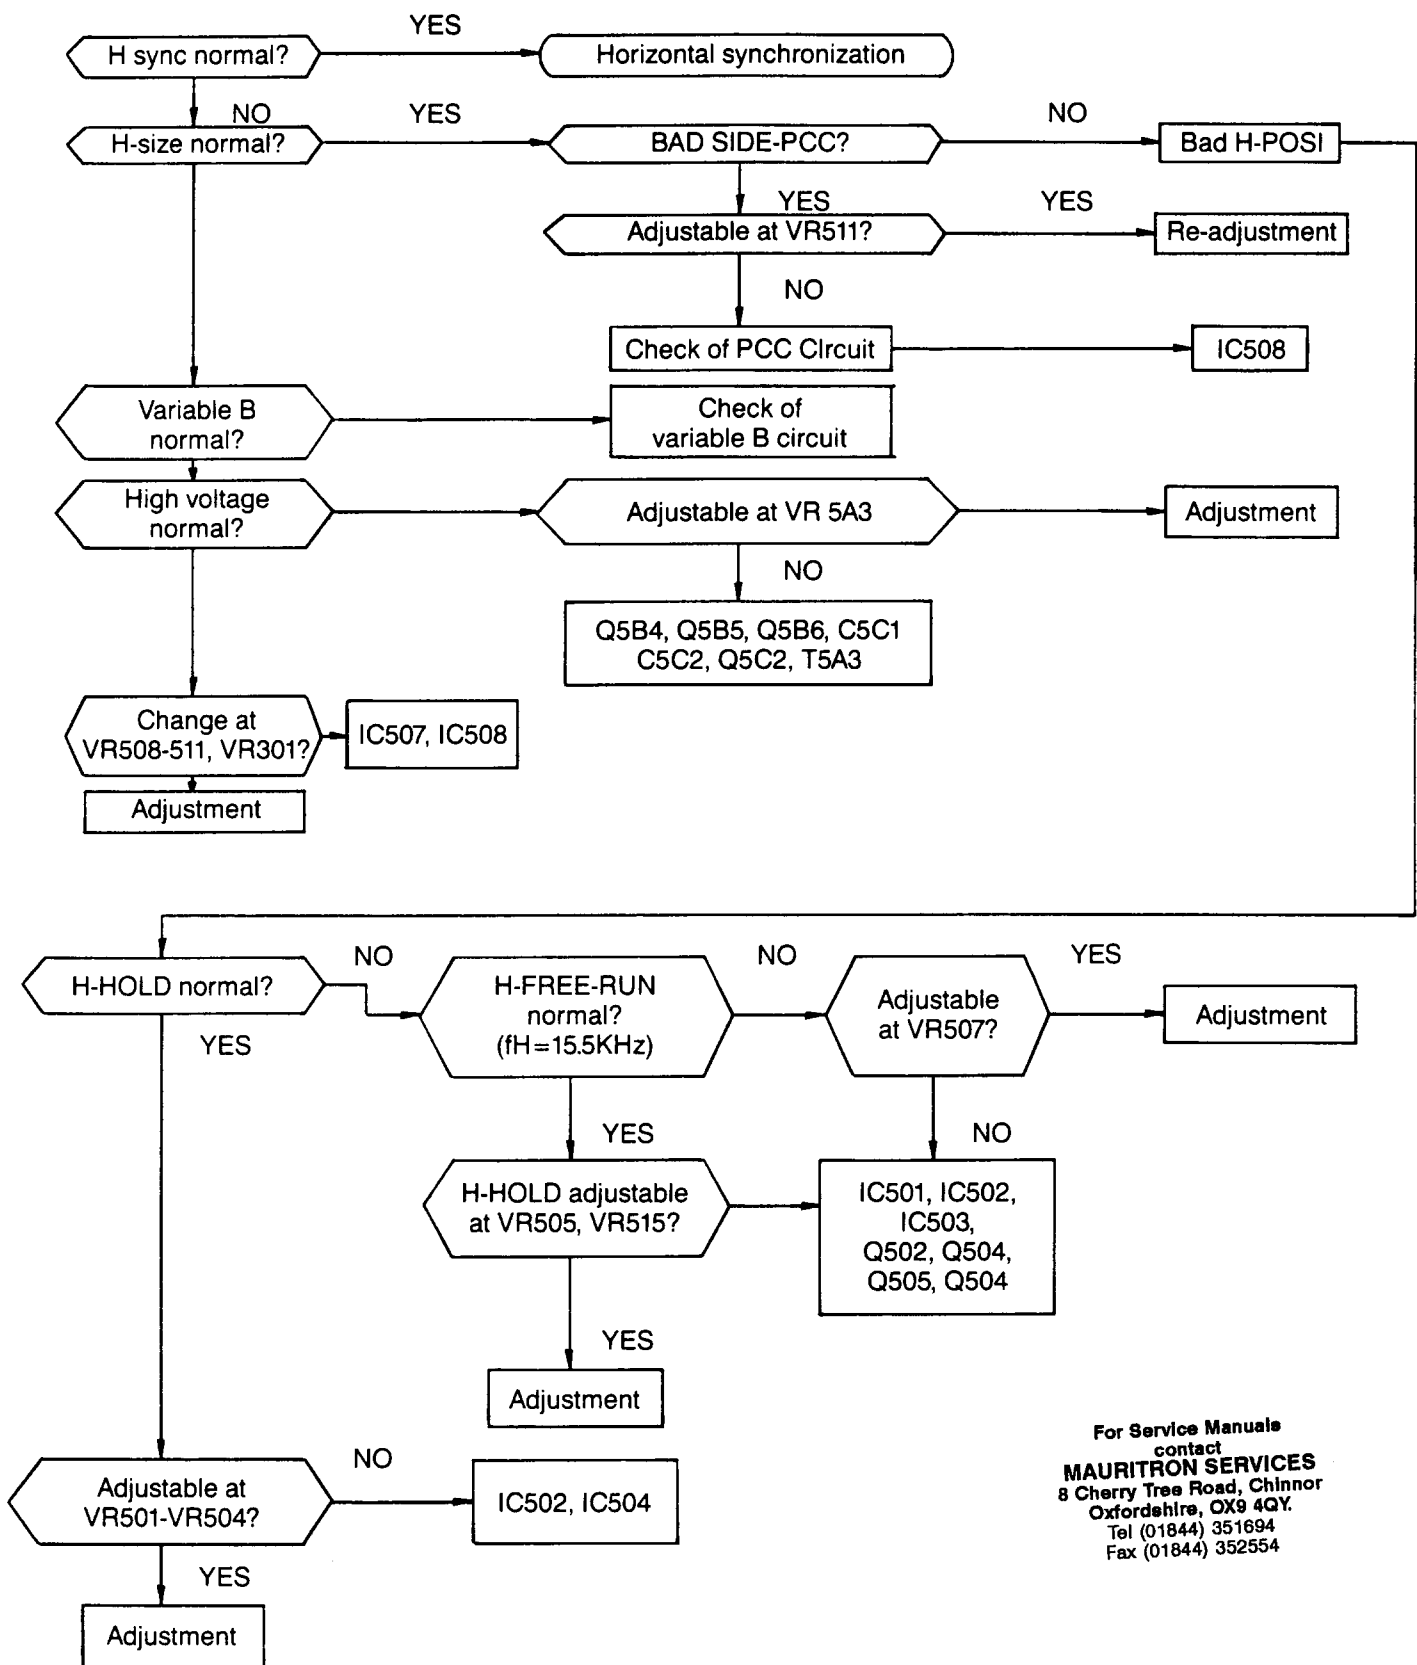 YES
H sync normal?
Horizontal synchronization
NO
YES
NO
H-size normal?
BAD SIDE-PCC?
Bad H-POSI
YES
YES
Adjustable at VR511?
Re-adjustment
NO
Check of PCC CIrcuit
IC508
Variable B
normal?
Check of
variable B circuit
High voltage
normal?
Adjustable at VR 5A3
Adjustment
NO
Q5B4, Q5B5, Q5B6, C5C1
C5C2, Q5C2, T5A3
Change at
VR508-511, VR301?
IC507, IC508
Adjustment
NO
NO
YES
H-HOLD normal?
H-FREE-RUN
normal?
(fH=15.5KHz)
Adjustable
at VR507?
Adjustment
YES
YES
NO
H-HOLD adjustable
at VR505, VR515?
IC501, IC502,
IC503,
Q502, Q504,
Q505, Q504
YES
Adjustment
NO
Adjustable at
VR501-VR504?
IC502, IC504
YES
Adjustment
For Service Manuals
contact
MAURITRON SERVICES
8 Cherry Tree Road, Chinnor
Oxfordshire, OX9 4QY.
Tel (01844) 351694
Fax (01844) 352554